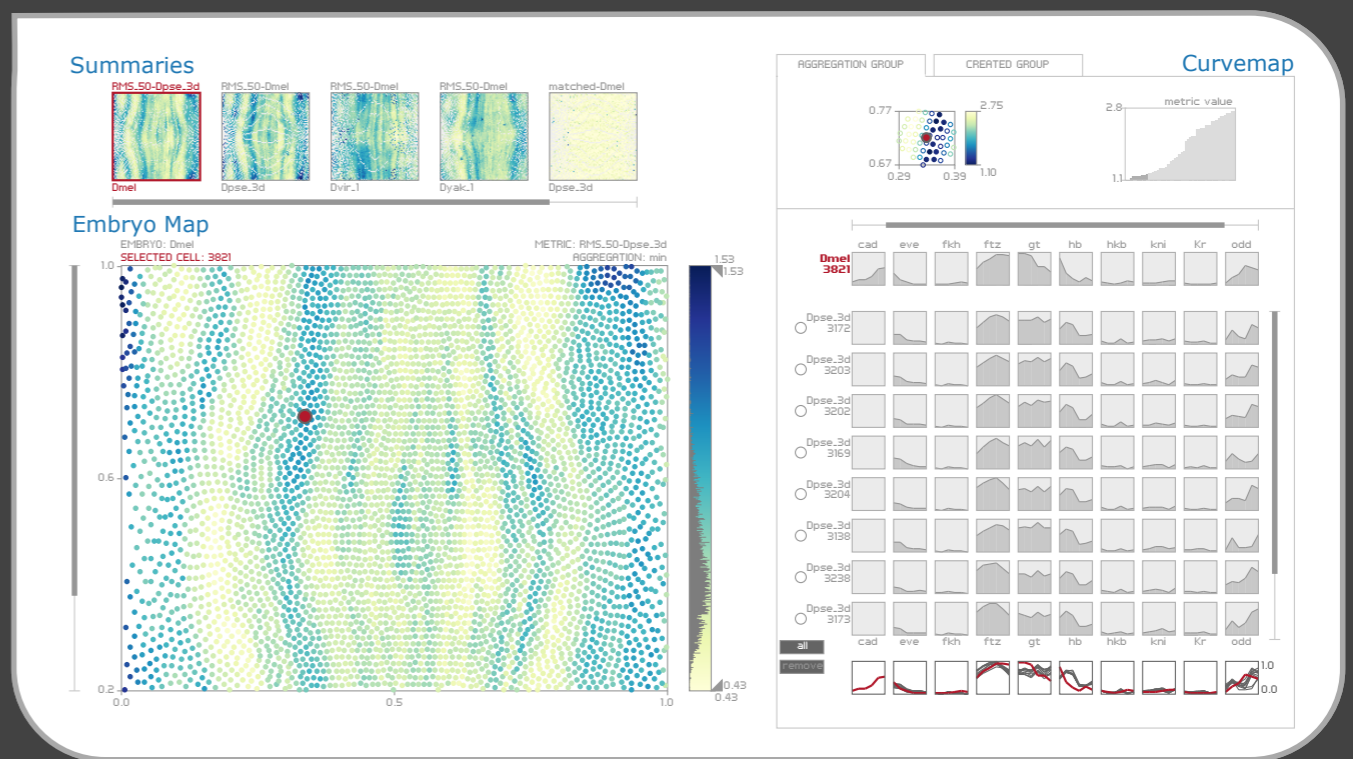 Summaries
RMS_50-Dpse_3d RMS_50-Dmel RMS_50-Dmel RMS_50-Dmel matched-Dmel
Dmel Dpse_3d Dvir_1 Dyak_1 Dpse_3d
Embryo Map
EMBRYO: Dmel METRIC: RMS_50-Dpse_3d
SELECTED CELL: 3821 AGGREGATION: min
1.53
1.53
1.0
0.6
0.2
0.0 0.5 1.0
0.43
0.43
AGGREGATION GROUP CREATED GROUP
Curvemap
0.77
0.67
0.29 0.39
2.75
1.10
metric value
2.8
1.1
cad eve fkh ftz gt hb hkb kni Kr odd
Dmel
3821
Dpse_3d
3172
Dpse_3d
3203
Dpse_3d
3202
Dpse_3d
3169
Dpse_3d
3204
Dpse_3d
3138
Dpse_3d
3238
Dpse_3d
3173
cad eve fkh ftz gt hb hkb kni Kr odd
all
remove
1.0
0.0